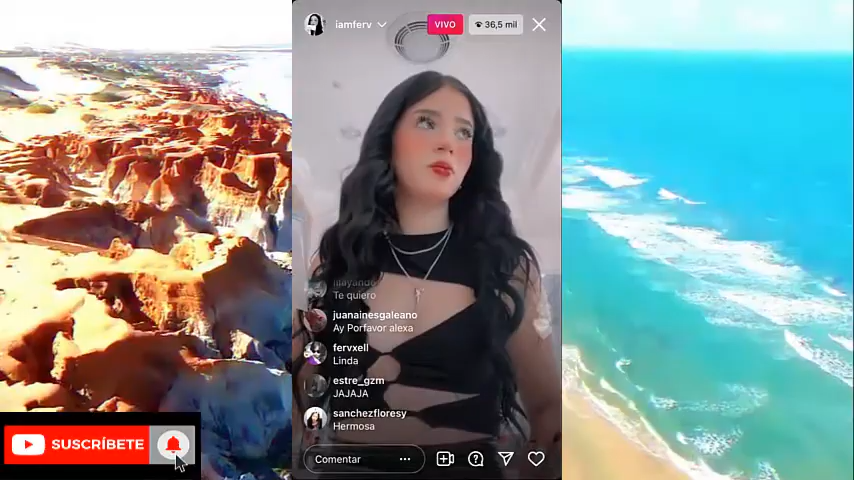 iamferv
VIVO
36,5 mil
Te quiero
juanainesgaleano
Ay Porfavor alexa
fervxell
Linda
estre_gzm
JAJAJA
sanchezfloresy
Hermosa
SUSCRÍBETE
Comentar